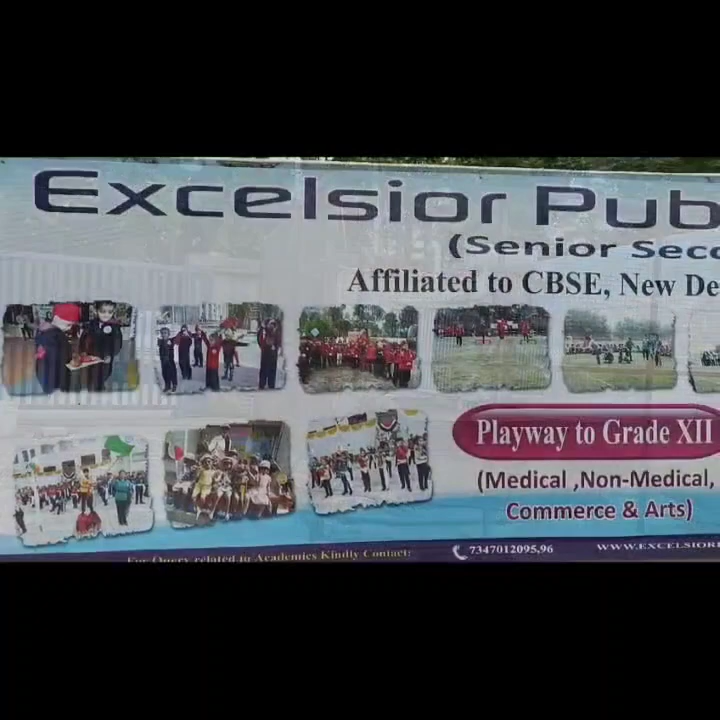 Excelsior Pub
(Senior Seco
Affiliated to CBSE, New De
Playway to Grade XII
(Medical ,Non-Medical,
Commerce & Arts)
For Query related to Academics Kindly Contact:
7347012095,96
WWW.EXCELSIOR